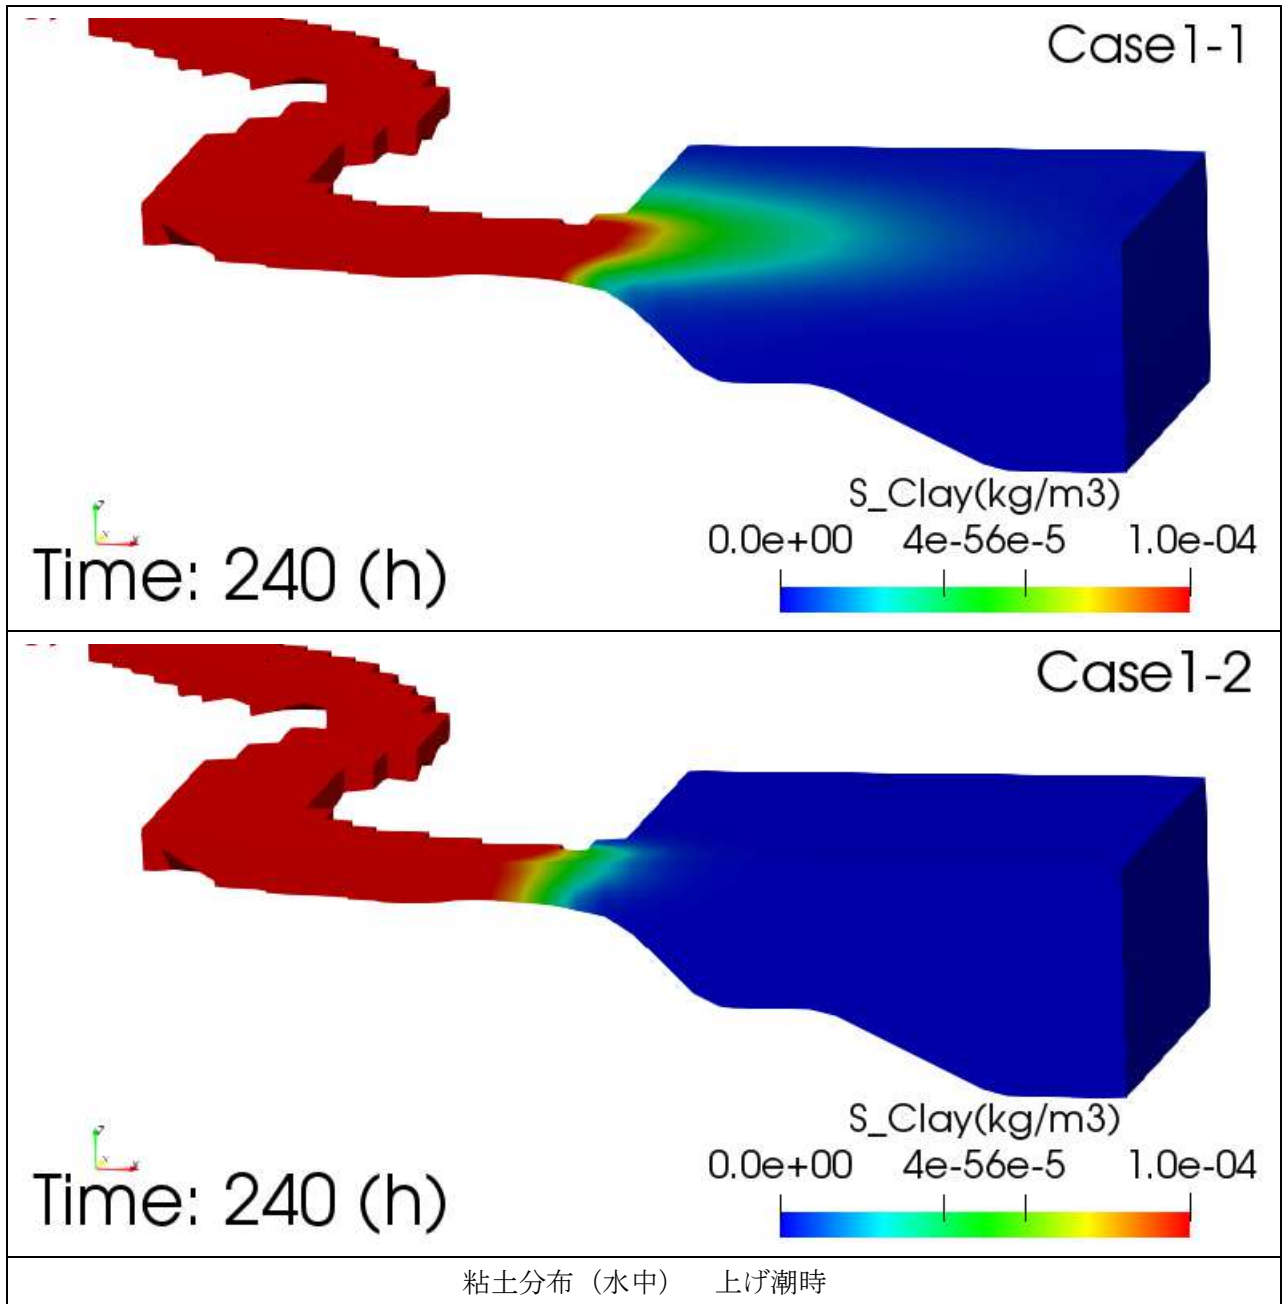 Case1-1
S_Clay(kg/m3)
0.0e+00 4e-56e-5 1.0e-04
Time: 240 (h)
Case1-2
S_Clay(kg/m3)
0.0e+00 4e-56e-5 1.0e-04
Time: 240 (h)
粘土分布（水中）　上げ潮時